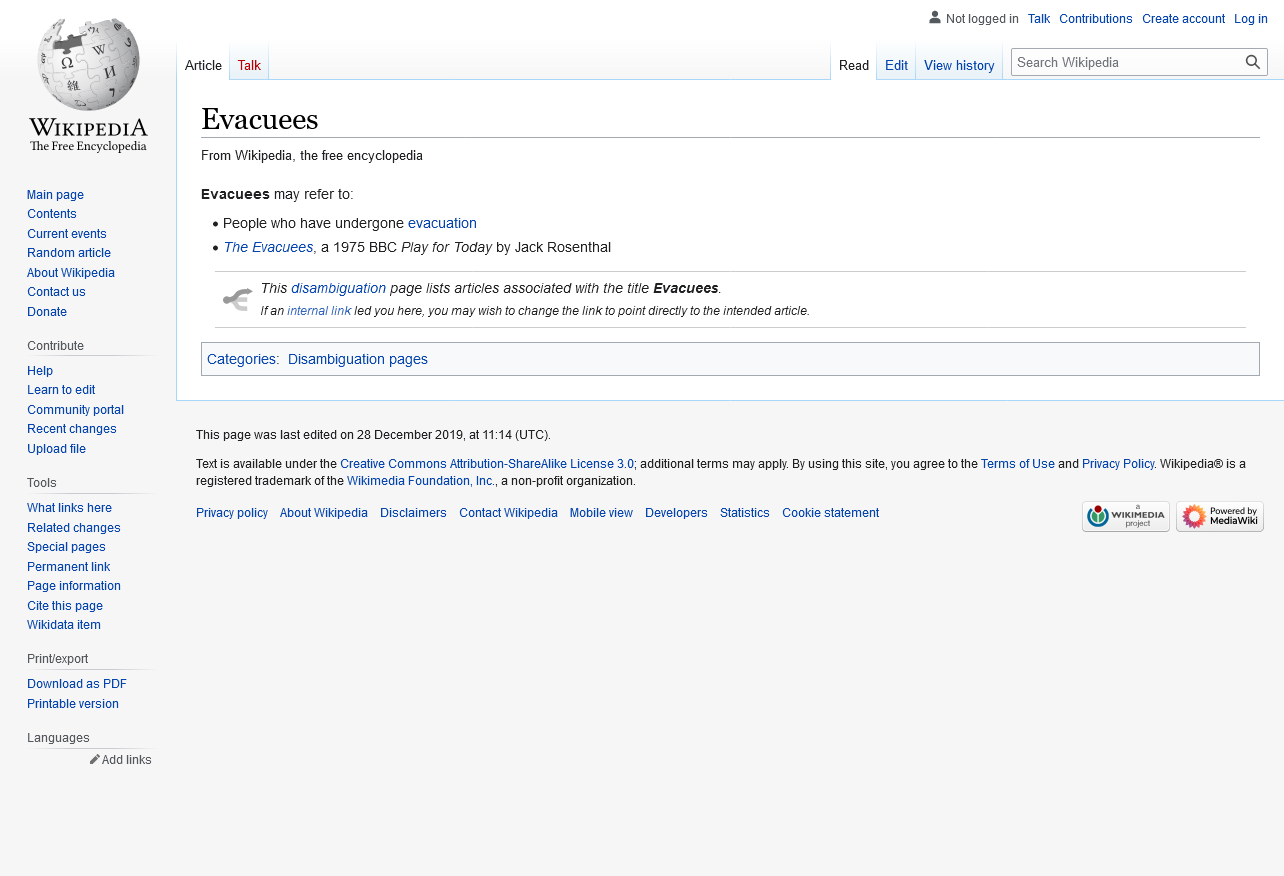 Not logged in Talk Contributions Create account Log in
Article Talk Read Edit View history Search Wikipedia
WIKIPEDIA
The Free Encyclopedia
Main page
Contents
Current events
Random article
About Wikipedia
Contact us
Donate
Contribute
Help
Learn to edit
Community portal
Recent changes
Upload file
Tools
What links here
Related changes
Special pages
Permanent link
Page information
Cite this page
Wikidata item
Print/export
Download as PDF
Printable version
Languages
Add links
Evacuees
From Wikipedia, the free encyclopedia
Evacuees may refer to:
• People who have undergone evacuation
• The Evacuees, a 1975 BBC Play for Today by Jack Rosenthal
This disambiguation page lists articles associated with the title Evacuees.
If an internal link led you here, you may wish to change the link to point directly to the intended article.
Categories: Disambiguation pages
This page was last edited on 28 December 2019, at 11:14 (UTC).
Text is available under the Creative Commons Attribution-ShareAlike License 3.0; additional terms may apply. By using this site, you agree to the Terms of Use and Privacy Policy. Wikipedia® is a
registered trademark of the Wikimedia Foundation, Inc., a non-profit organization.
Privacy policy About Wikipedia Disclaimers Contact Wikipedia Mobile view Developers Statistics Cookie statement
a
WIKIMEDIA
project
Powered by
MediaWiki